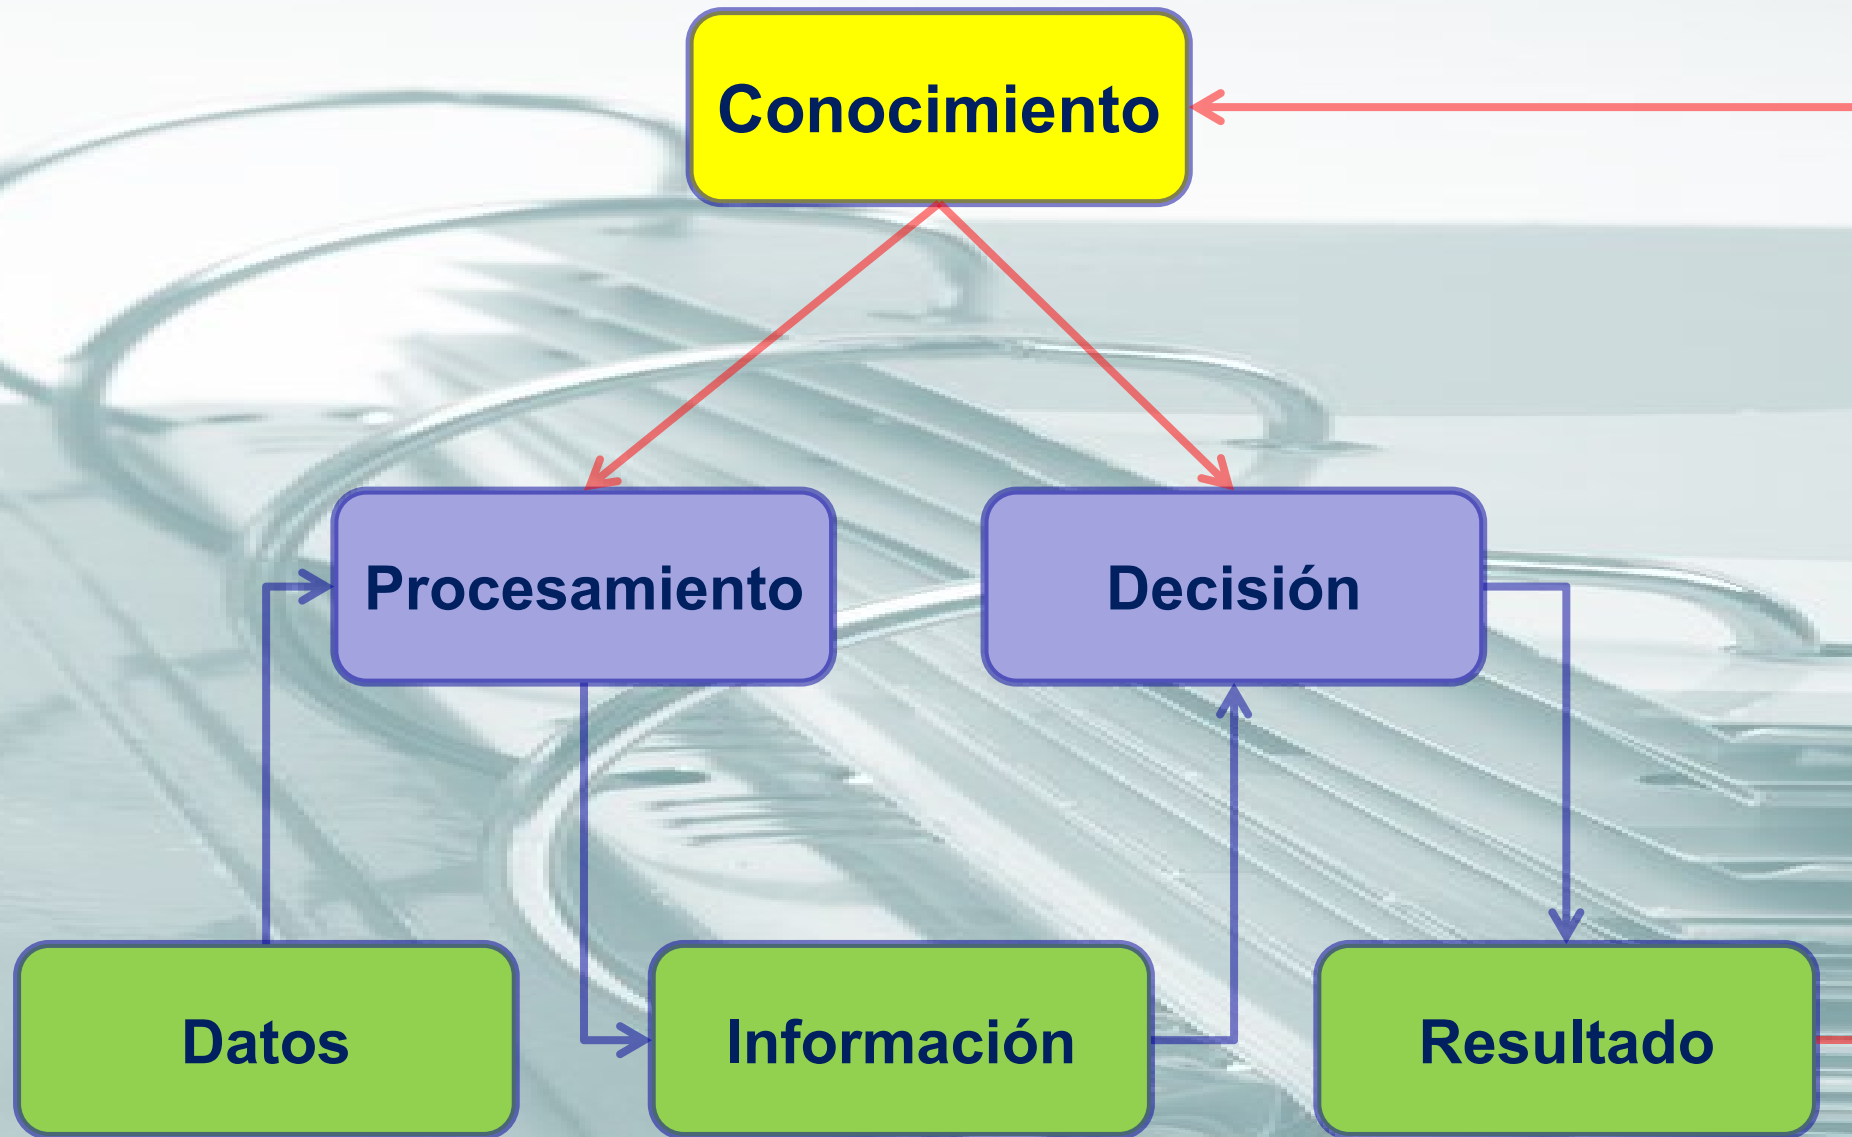 Conocimiento
Procesamiento
Decisión
Datos
Información
Resultado